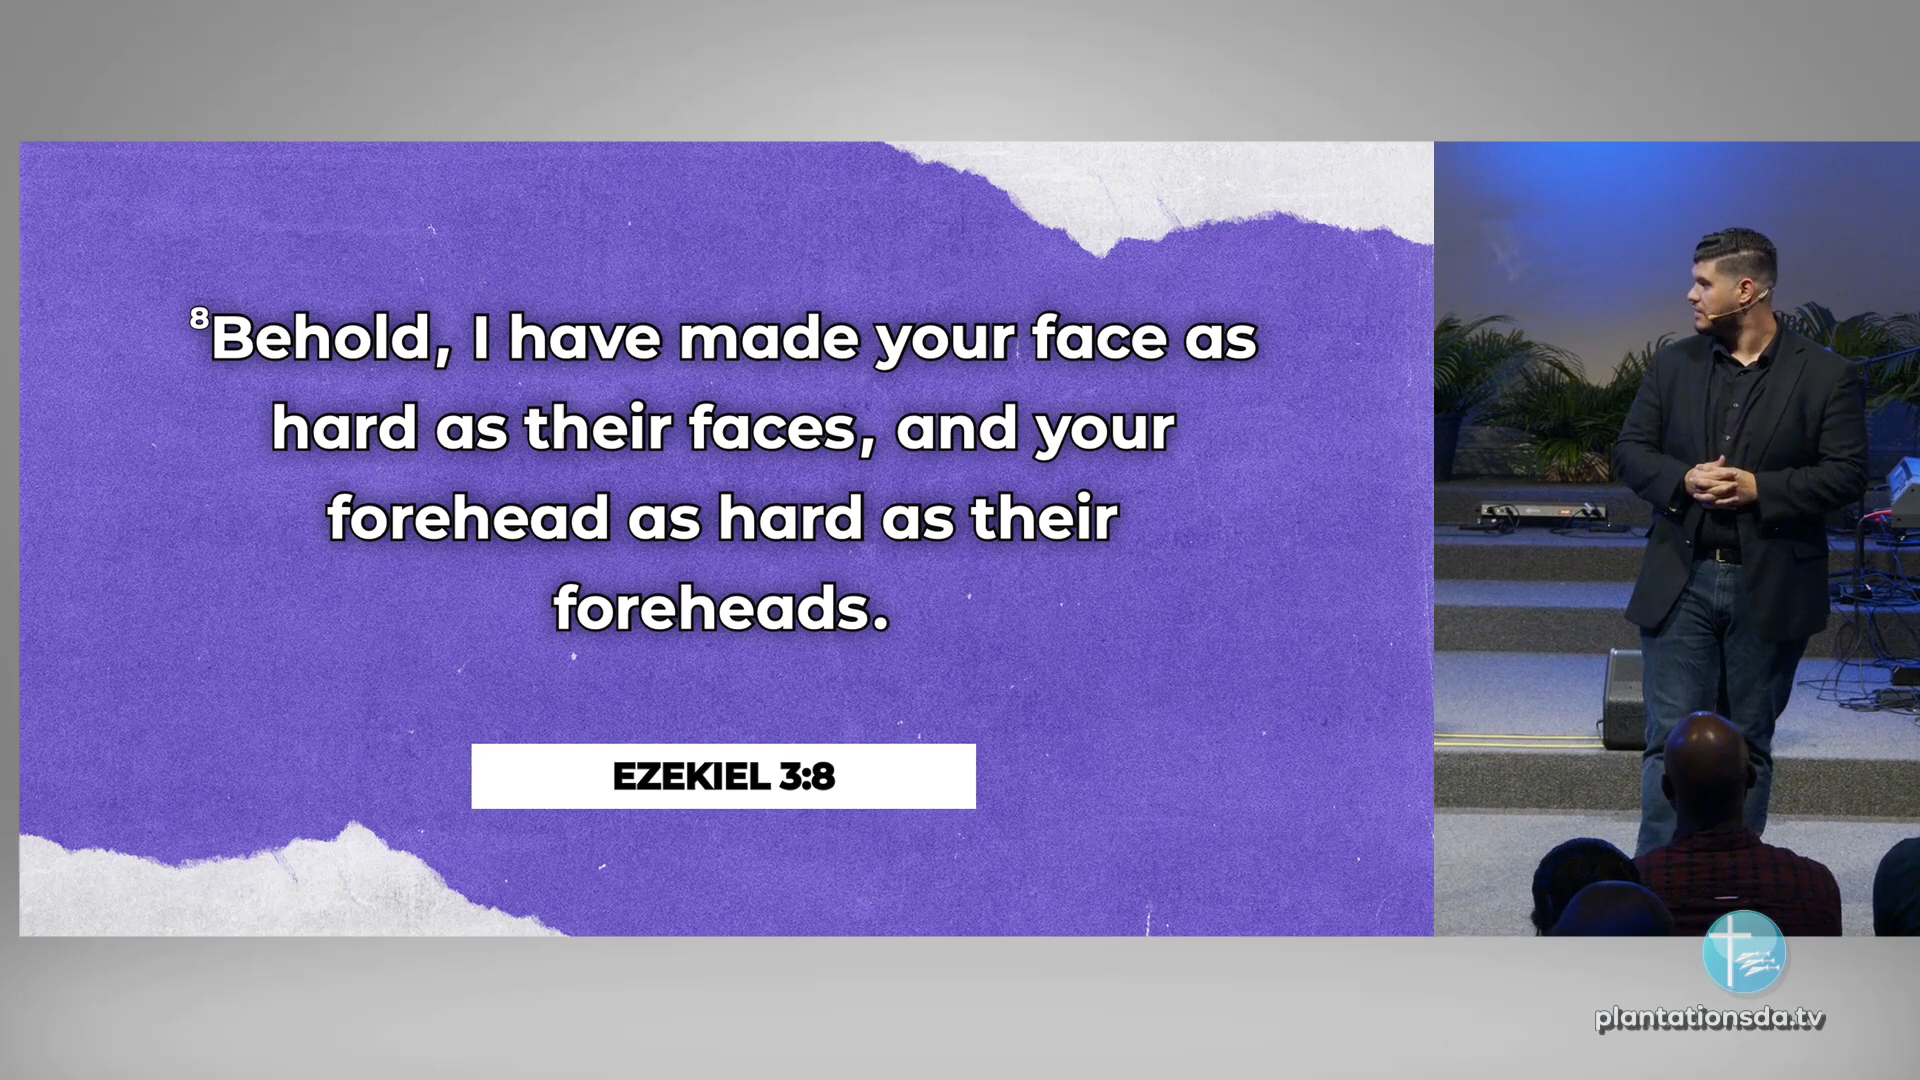 ⁸Behold, I have made your face as
hard as their faces, and your
forehead as hard as their
foreheads.
EZEKIEL 3:8
plantationsda.tv